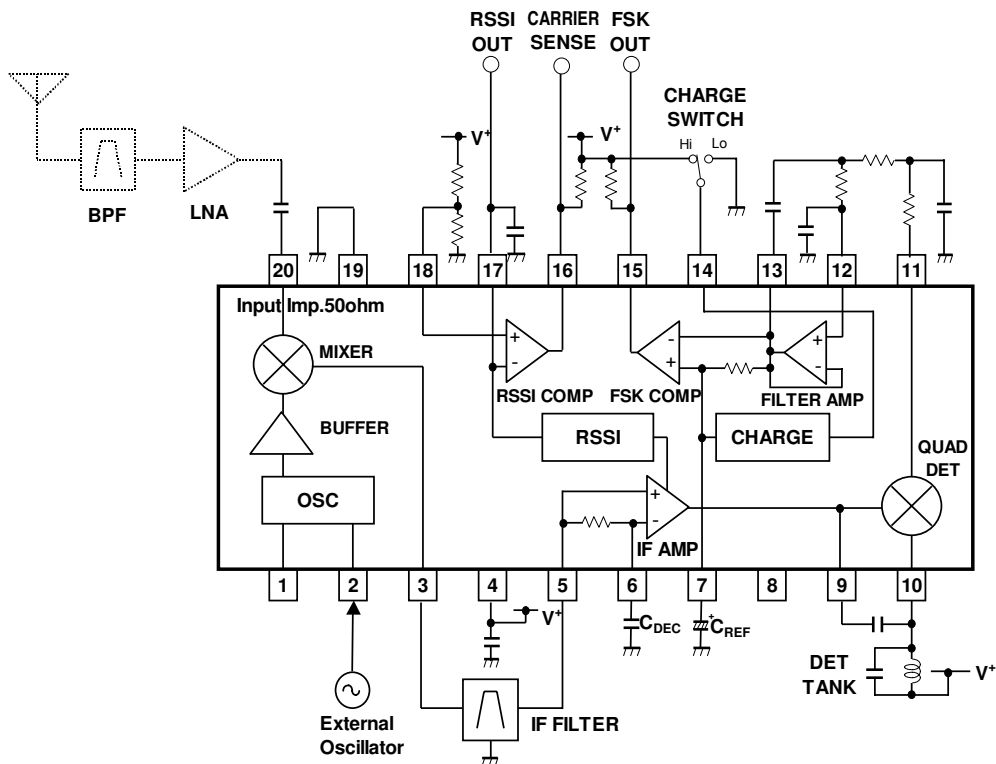 RSSI OUT
CARRIER SENSE
FSK OUT
CHARGE SWITCH
V+
V+
Hi
Lo
BPF
LNA
20
19
18
17
16
15
14
13
12
11
Input Imp.50ohm
MIXER
+
-
RSSI COMP
-
+
FSK COMP
+
-
FILTER AMP
BUFFER
RSSI
CHARGE
QUAD DET
OSC
+
-
IF AMP
1
2
3
4
5
6
7
8
9
10
V+
CDEC
+
CREF
DET TANK
V+
External Oscillator
IF FILTER